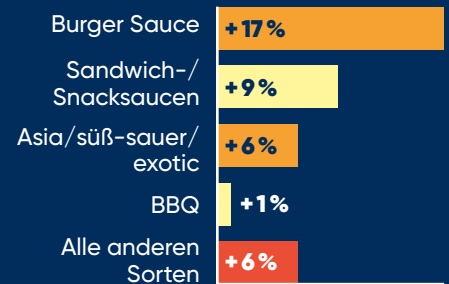 Burger Sauce +17%
Sandwich-/
Snacksaucen +9%
Asia/süß-sauer/
exotic +6%
BBQ +1%
Alle anderen
Sorten +6%